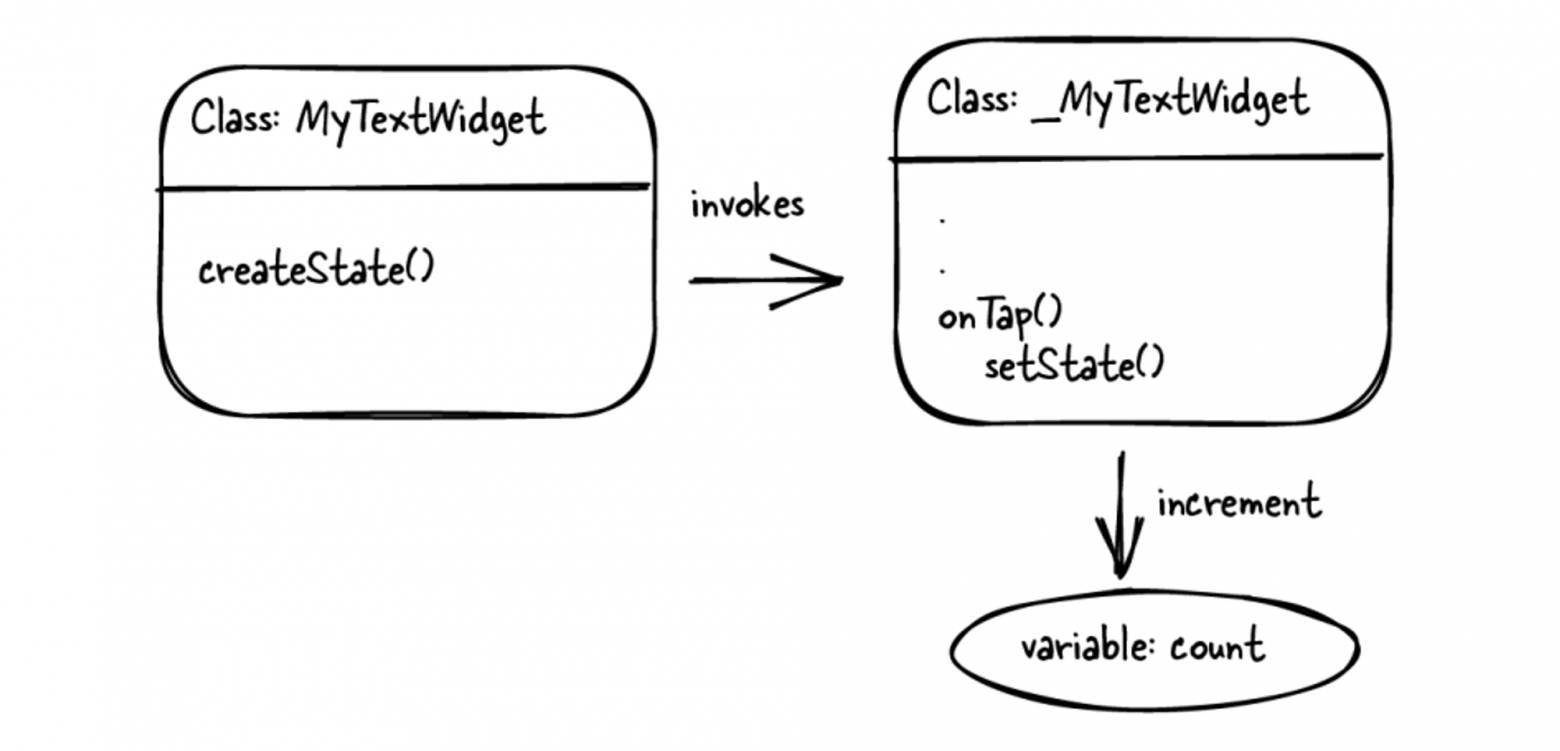 Class: MyTextWidget
createState()
invokes
Class: _MyTextWidget
.
.
onTap()
setState()
increment
variable: count